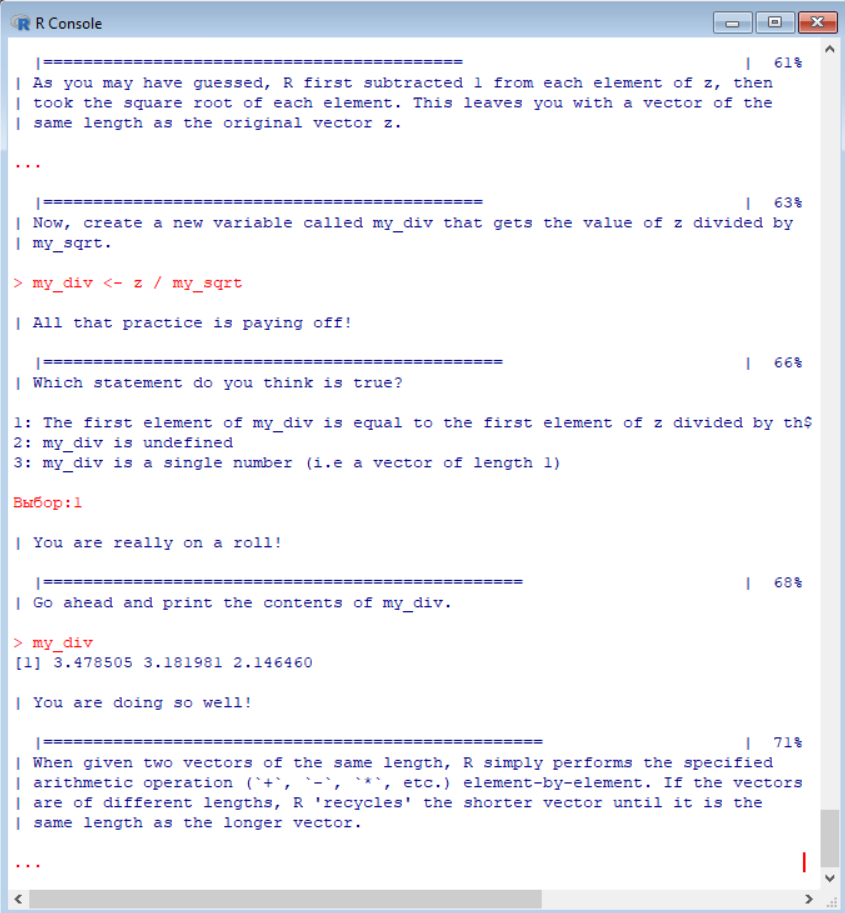 R Console
|========================================== | 61%
| As you may have guessed, R first subtracted 1 from each element of z, then
| took the square root of each element. This leaves you with a vector of the
| same length as the original vector z.
...
|============================================ | 63%
| Now, create a new variable called my_div that gets the value of z divided by
| my_sqrt.
> my_div <- z / my_sqrt
| All that practice is paying off!
|============================================== | 66%
| Which statement do you think is true?
1: The first element of my_div is equal to the first element of z divided by th$
2: my_div is undefined
3: my_div is a single number (i.e a vector of length 1)
Выбор:1
| You are really on a roll!
|================================================ | 68%
| Go ahead and print the contents of my_div.
> my_div
[1] 3.478505 3.181981 2.146460
| You are doing so well!
|================================================== | 71%
| When given two vectors of the same length, R simply performs the specified
| arithmetic operation (`+`, `-`, `*`, etc.) element-by-element. If the vectors
| are of different lengths, R 'recycles' the shorter vector until it is the
| same length as the longer vector.
...